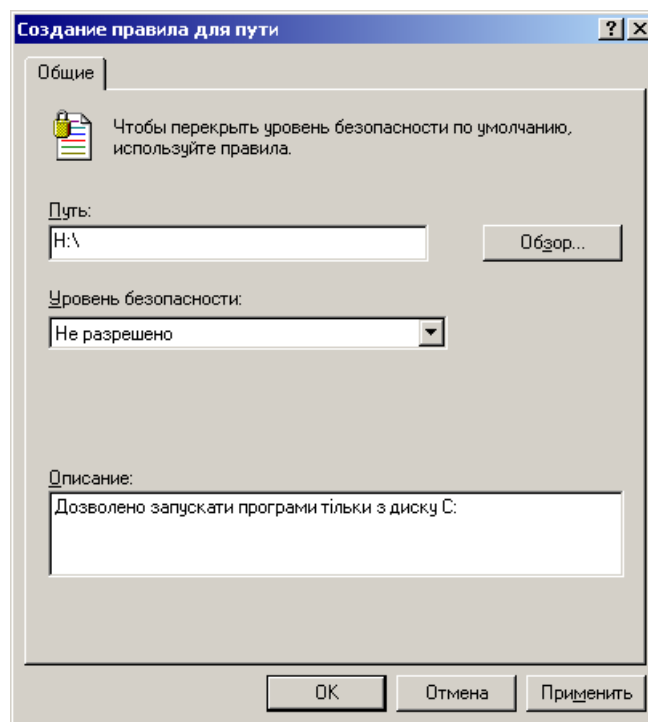 Создание правила для пути
Общие
Чтобы перекрыть уровень безопасности по умолчанию,
используйте правила.
Путь:
H:\
Обзор...
Уровень безопасности:
Не разрешено
Описание:
Дозволено запускати програми тільки з диску C:
OK
Отмена
Применить